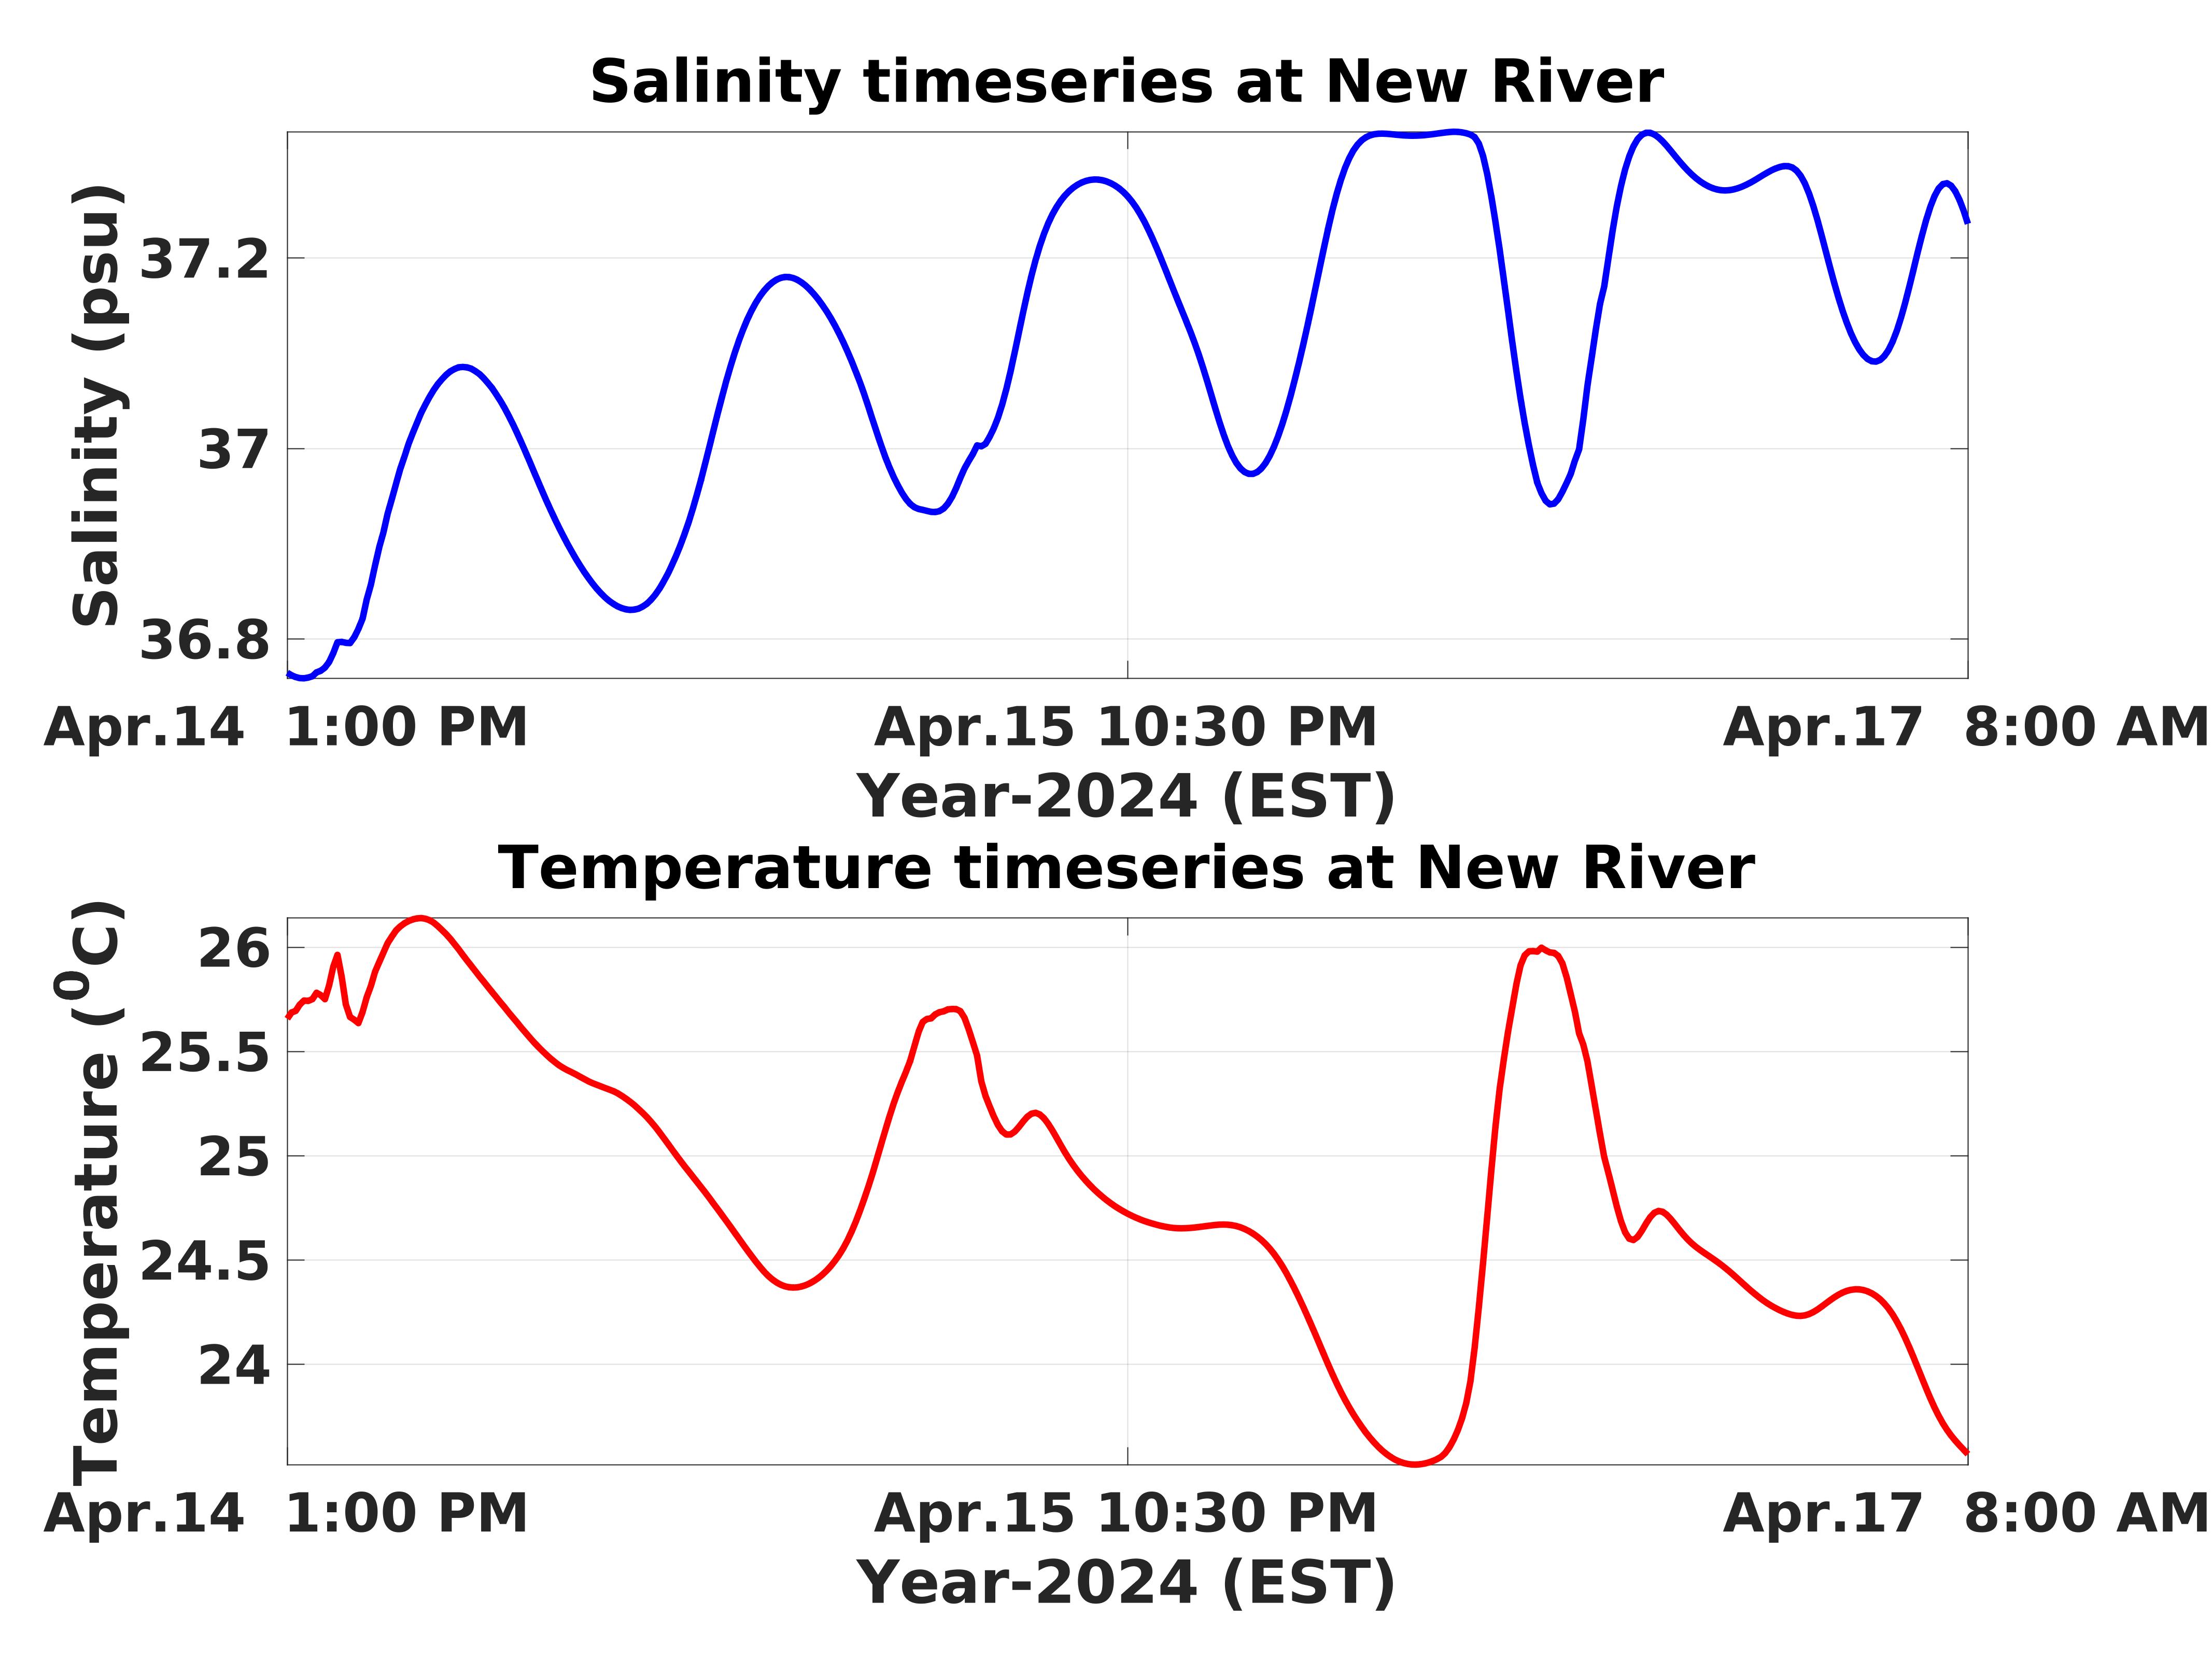 Salinity timeseries at New River
Salinity (psu)
37.2
37
36.8
Apr.14  1:00 PM
Apr.15 10:30 PM
Apr.17  8:00 AM
Year-2024 (EST)
Temperature timeseries at New River
Temperature (⁰C)
26
25.5
25
24.5
24
Apr.14  1:00 PM
Apr.15 10:30 PM
Apr.17  8:00 AM
Year-2024 (EST)